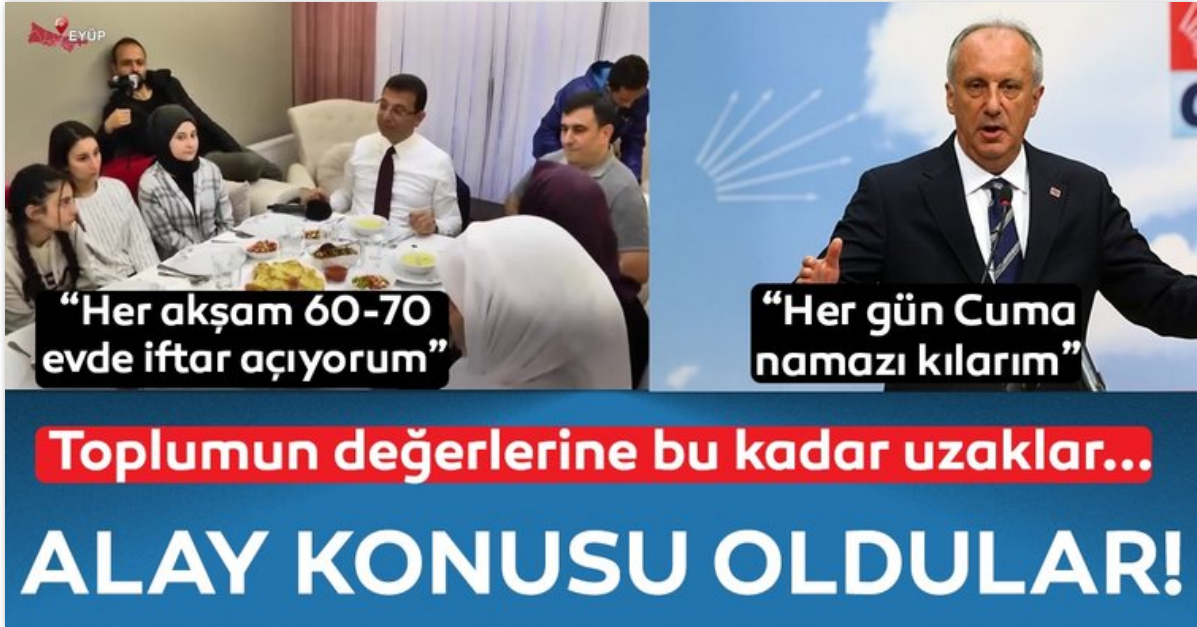 EYÜP
“Her akşam 60-70
evde iftar açıyorum”
“Her gün Cuma
namazı kılarım”
Toplumun değerlerine bu kadar uzaklar...
ALAY KONUSU OLDULAR!